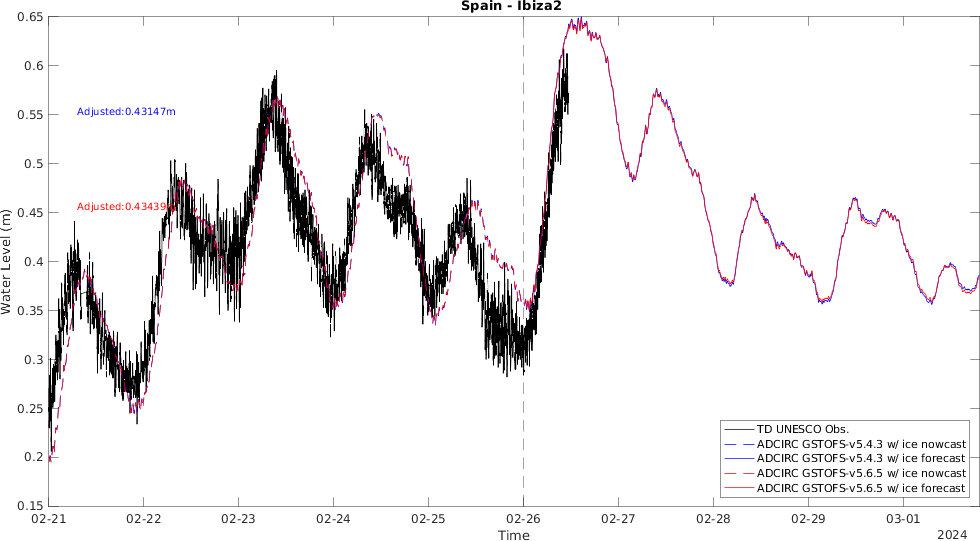 Spain - Ibiza2
0.65
0.6
0.55
0.5
0.45
0.4
0.35
0.3
0.25
0.2
0.15
Water Level (m)
Adjusted:0.43147m
Adjusted:0.43439m
TD UNESCO Obs.
ADCIRC GSTOFS-v5.4.3 w/ ice nowcast
ADCIRC GSTOFS-v5.4.3 w/ ice forecast
ADCIRC GSTOFS-v5.6.5 w/ ice nowcast
ADCIRC GSTOFS-v5.6.5 w/ ice forecast
02-21 02-22 02-23 02-24 02-25 02-26 02-27 02-28 02-29 03-01
Time
2024